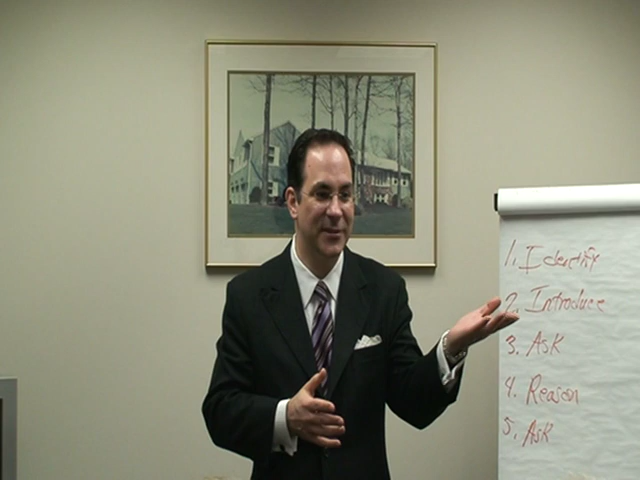 1. Identify
2. Introduce
3. ASK
4. Reason
5. ASK